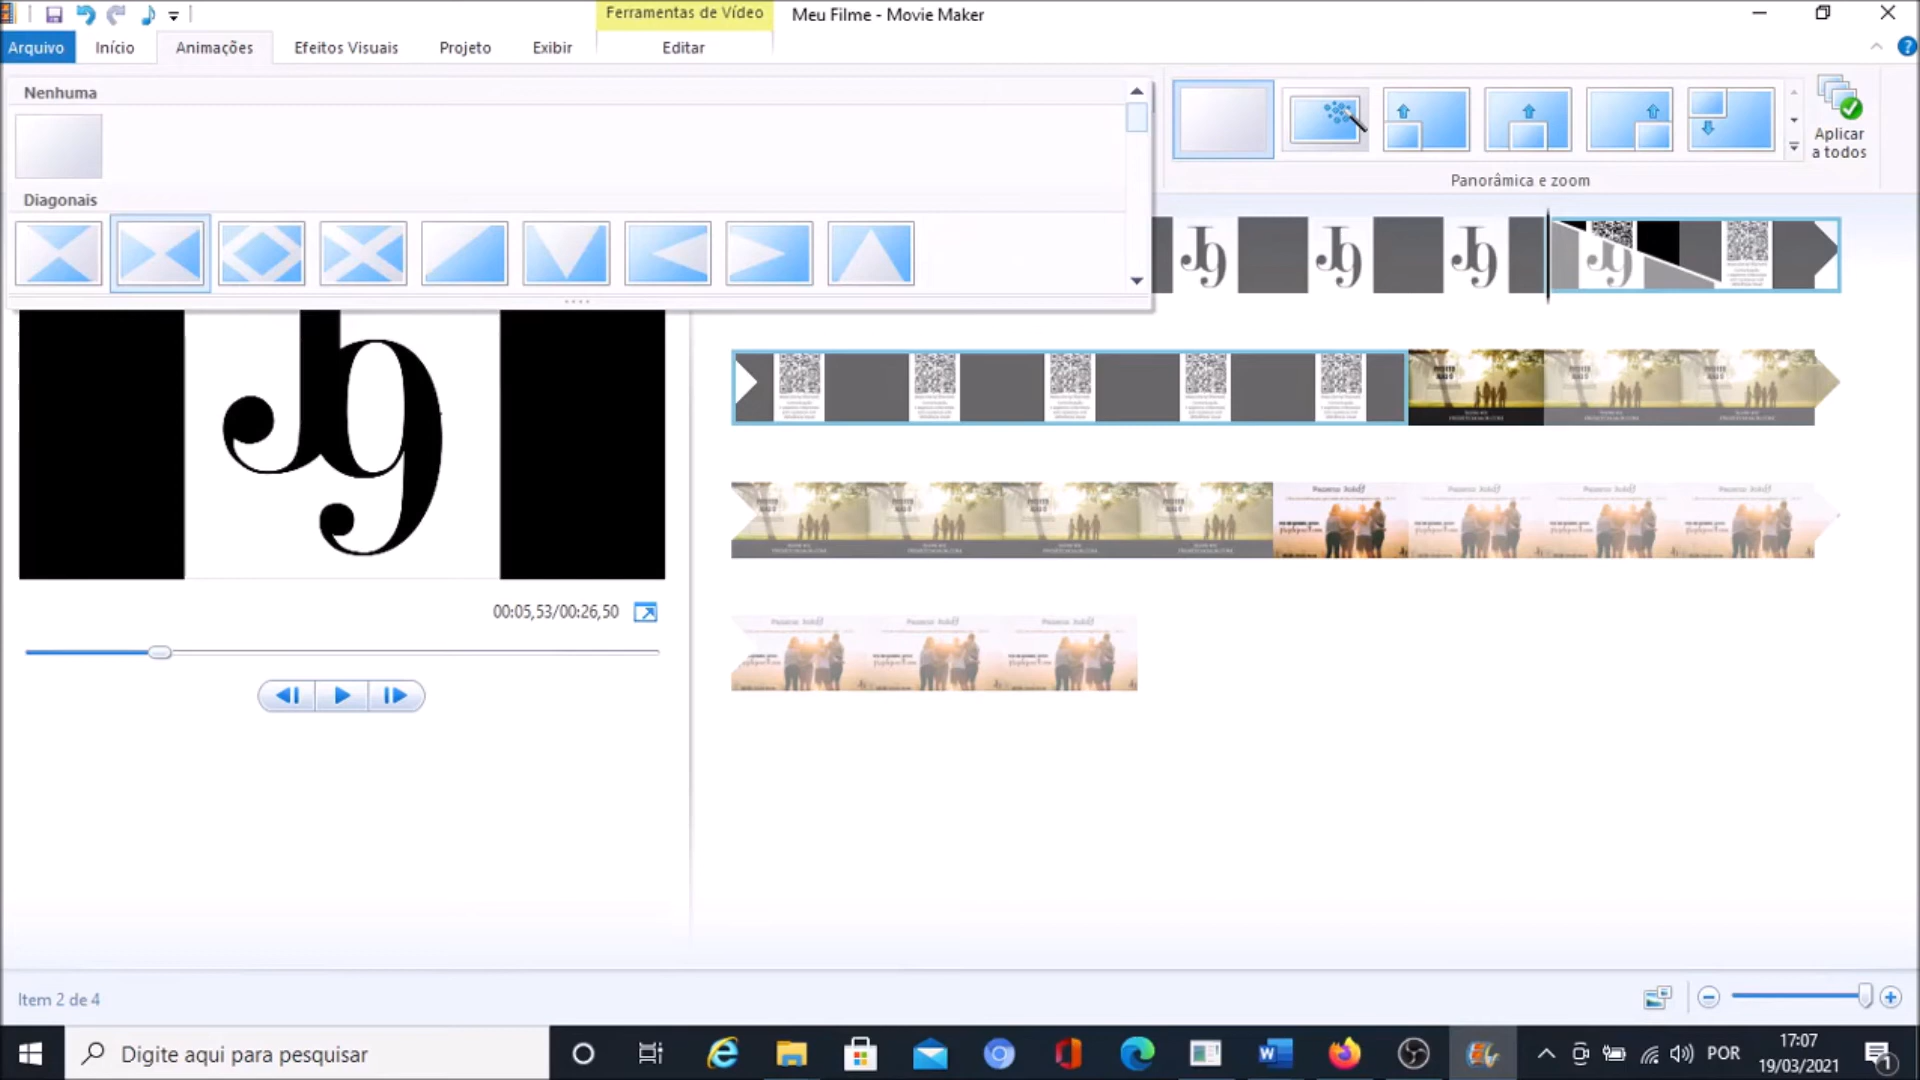 Ferramentas de Vídeo
Meu Filme - Movie Maker
Arquivo
Início
Animações
Efeitos Visuais
Projeto
Exibir
Editar
Nenhuma
Diagonais
Aplicar
a todos
Panorâmica e zoom
J9
00:05,53/00:26,50
Item 2 de 4
Digite aqui para pesquisar
POR
17:07
19/03/2021
1